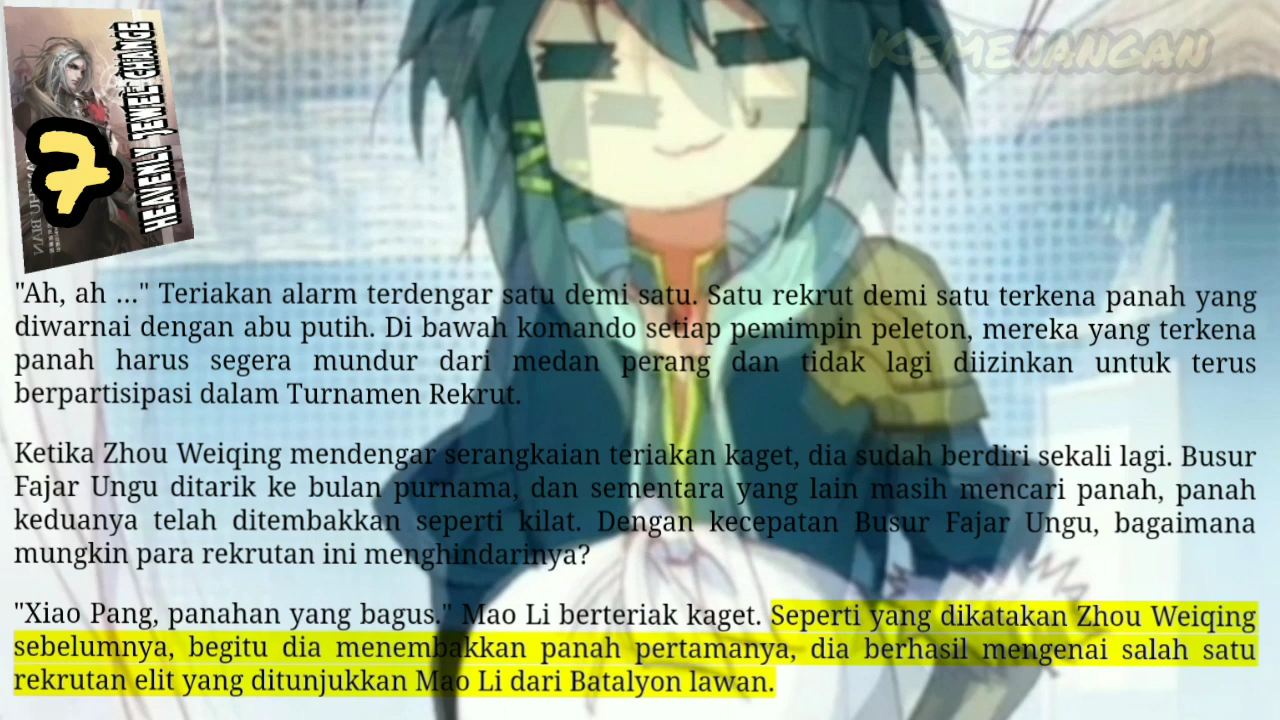 Kemenangan
HEAVENLY JEWEL CHANGE
7
"Ah, ah ..." Teriakan alarm terdengar satu demi satu. Satu rekrut demi satu terkena panah yang
diwarnai dengan abu putih. Di bawah komando setiap pemimpin peleton, mereka yang terkena
panah harus segera mundur dari medan perang dan tidak lagi diizinkan untuk terus
berpartisipasi dalam Turnamen Rekrut.
Ketika Zhou Weiqing mendengar serangkaian teriakan kaget, dia sudah berdiri sekali lagi. Busur
Fajar Ungu ditarik ke bulan purnama, dan sementara yang lain masih mencari panah, panah
keduanya telah ditembakkan seperti kilat. Dengan kecepatan Busur Fajar Ungu, bagaimana
mungkin para rekrutan ini menghindarinya?
"Xiao Pang, panahan yang bagus." Mao Li berteriak kaget. Seperti yang dikatakan Zhou Weiqing
sebelumnya, begitu dia menembakkan panah pertamanya, dia berhasil mengenai salah satu
rekrutan elit yang ditunjukkan Mao Li dari Batalyon lawan.